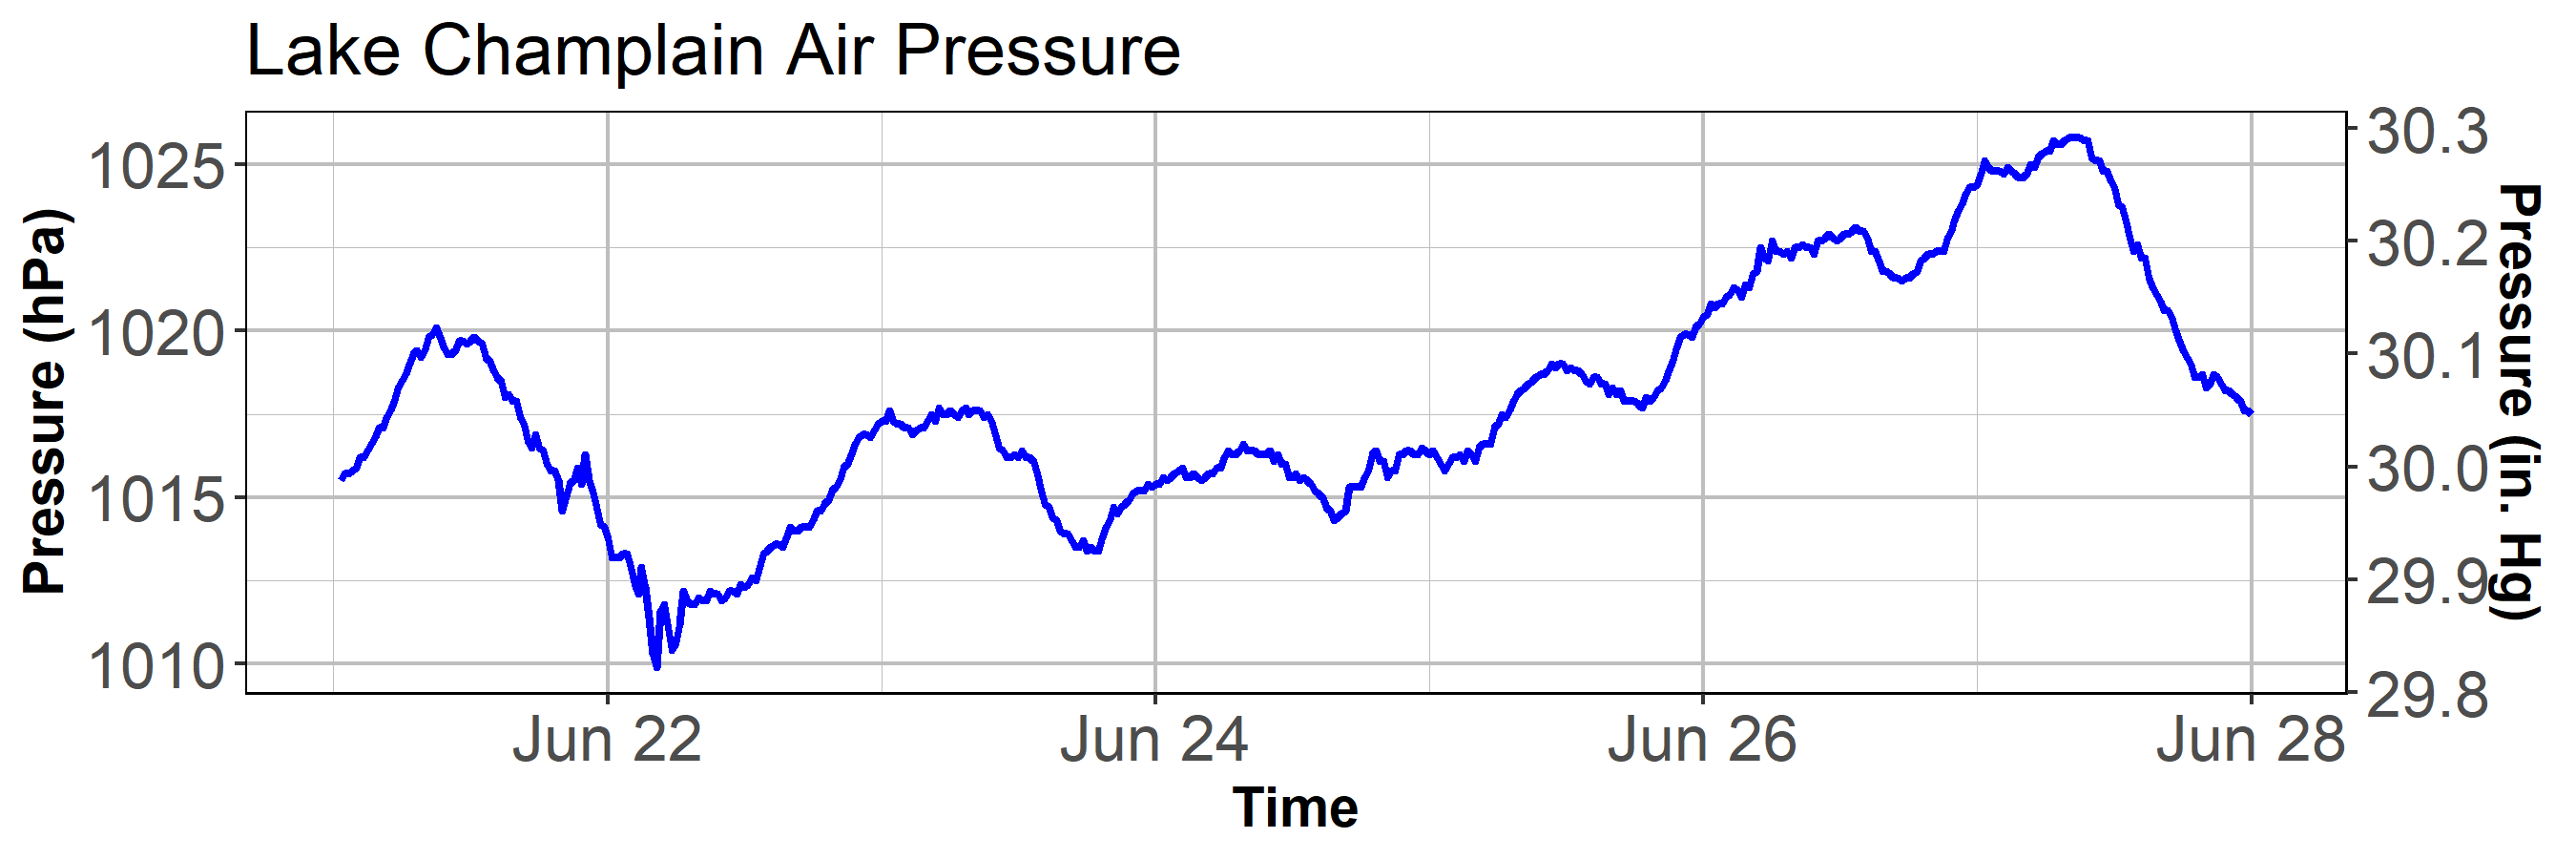 Lake Champlain Air Pressure
Pressure (hPa)
1025
1020
1015
1010
30.3
30.2
30.1
30.0
29.9
29.8
Pressure (in. Hg)
Jun 22 Jun 24 Jun 26 Jun 28
Time